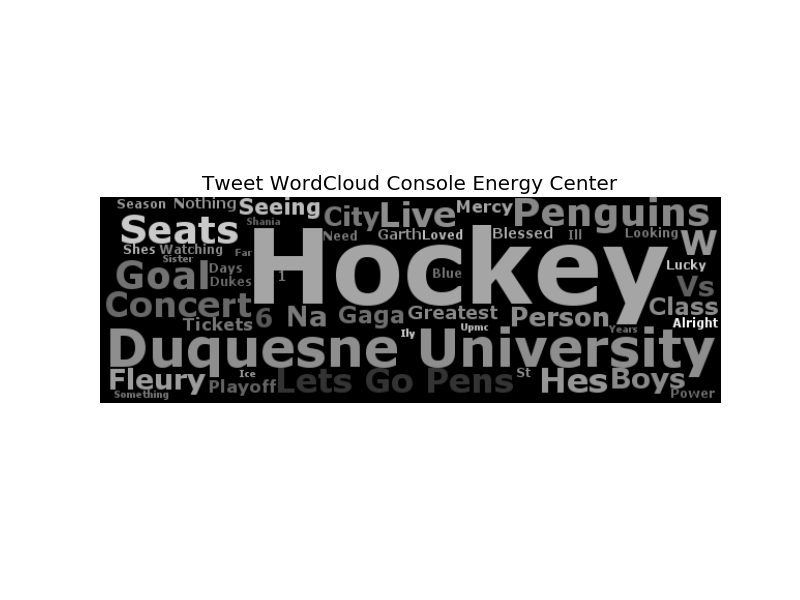 Tweet WordCloud Console Energy Center
Season Nothing Seeing Mercy Penguins
Shania City Live
Seats Need Garth Loved Blessed Ill Looking W
Shes Watching Far Hockey
Sister Lucky
Goal Days 1 Blue Vs
Dukes
Concert Class
Tickets 6 Na Gaga Greatest Person Alright
Ily Upmc Years
Duquesne University
Fleury Ice St Hes Boys
Playoff Lets Go Pens
Something Power